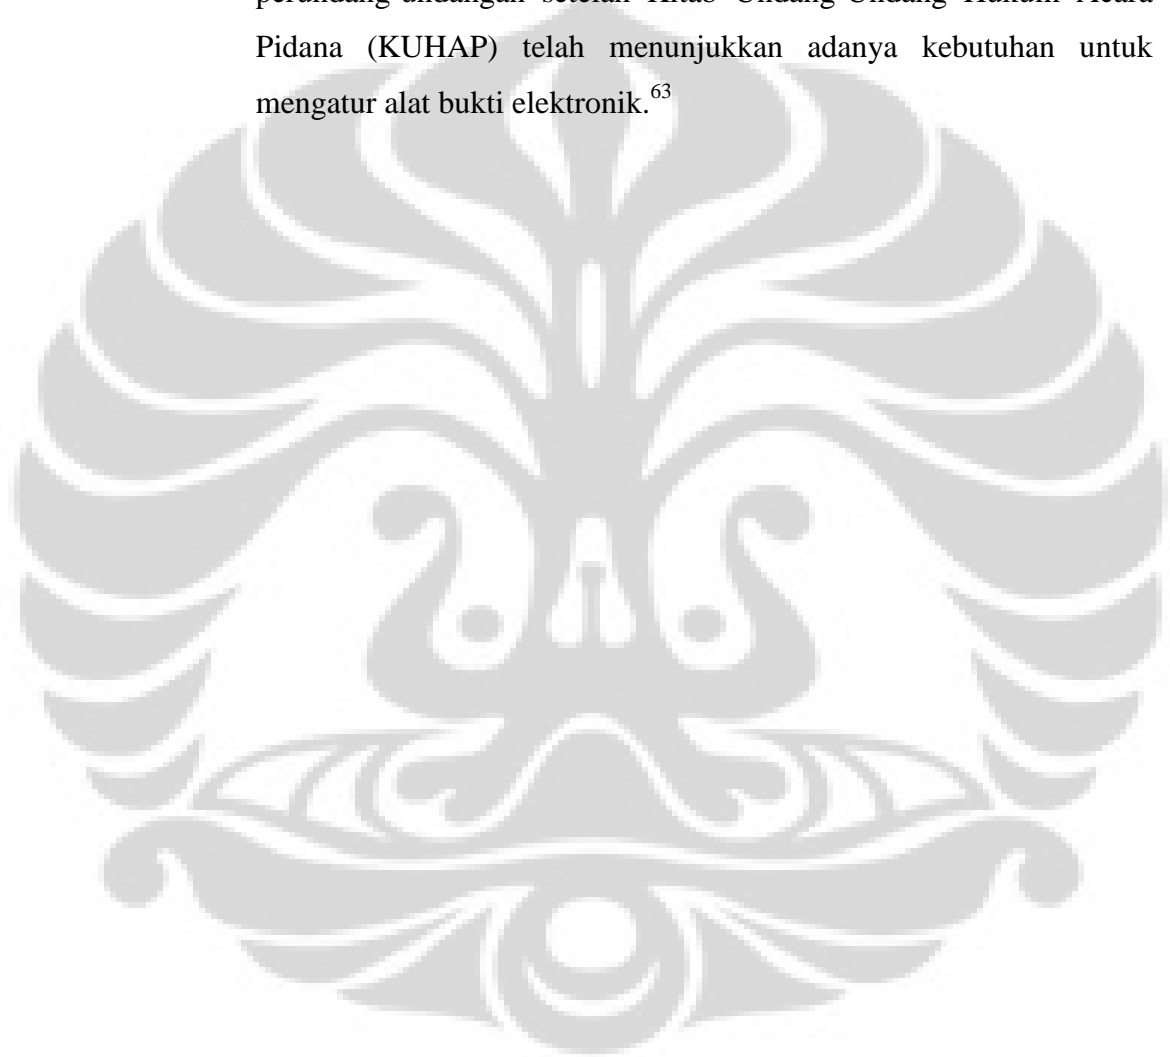 perundang-undangan setelah Kitab Undang-Undang Hukum Acara
Pidana (KUHAP) telah menunjukkan adanya kebutuhan untuk
mengatur alat bukti elektronik.63